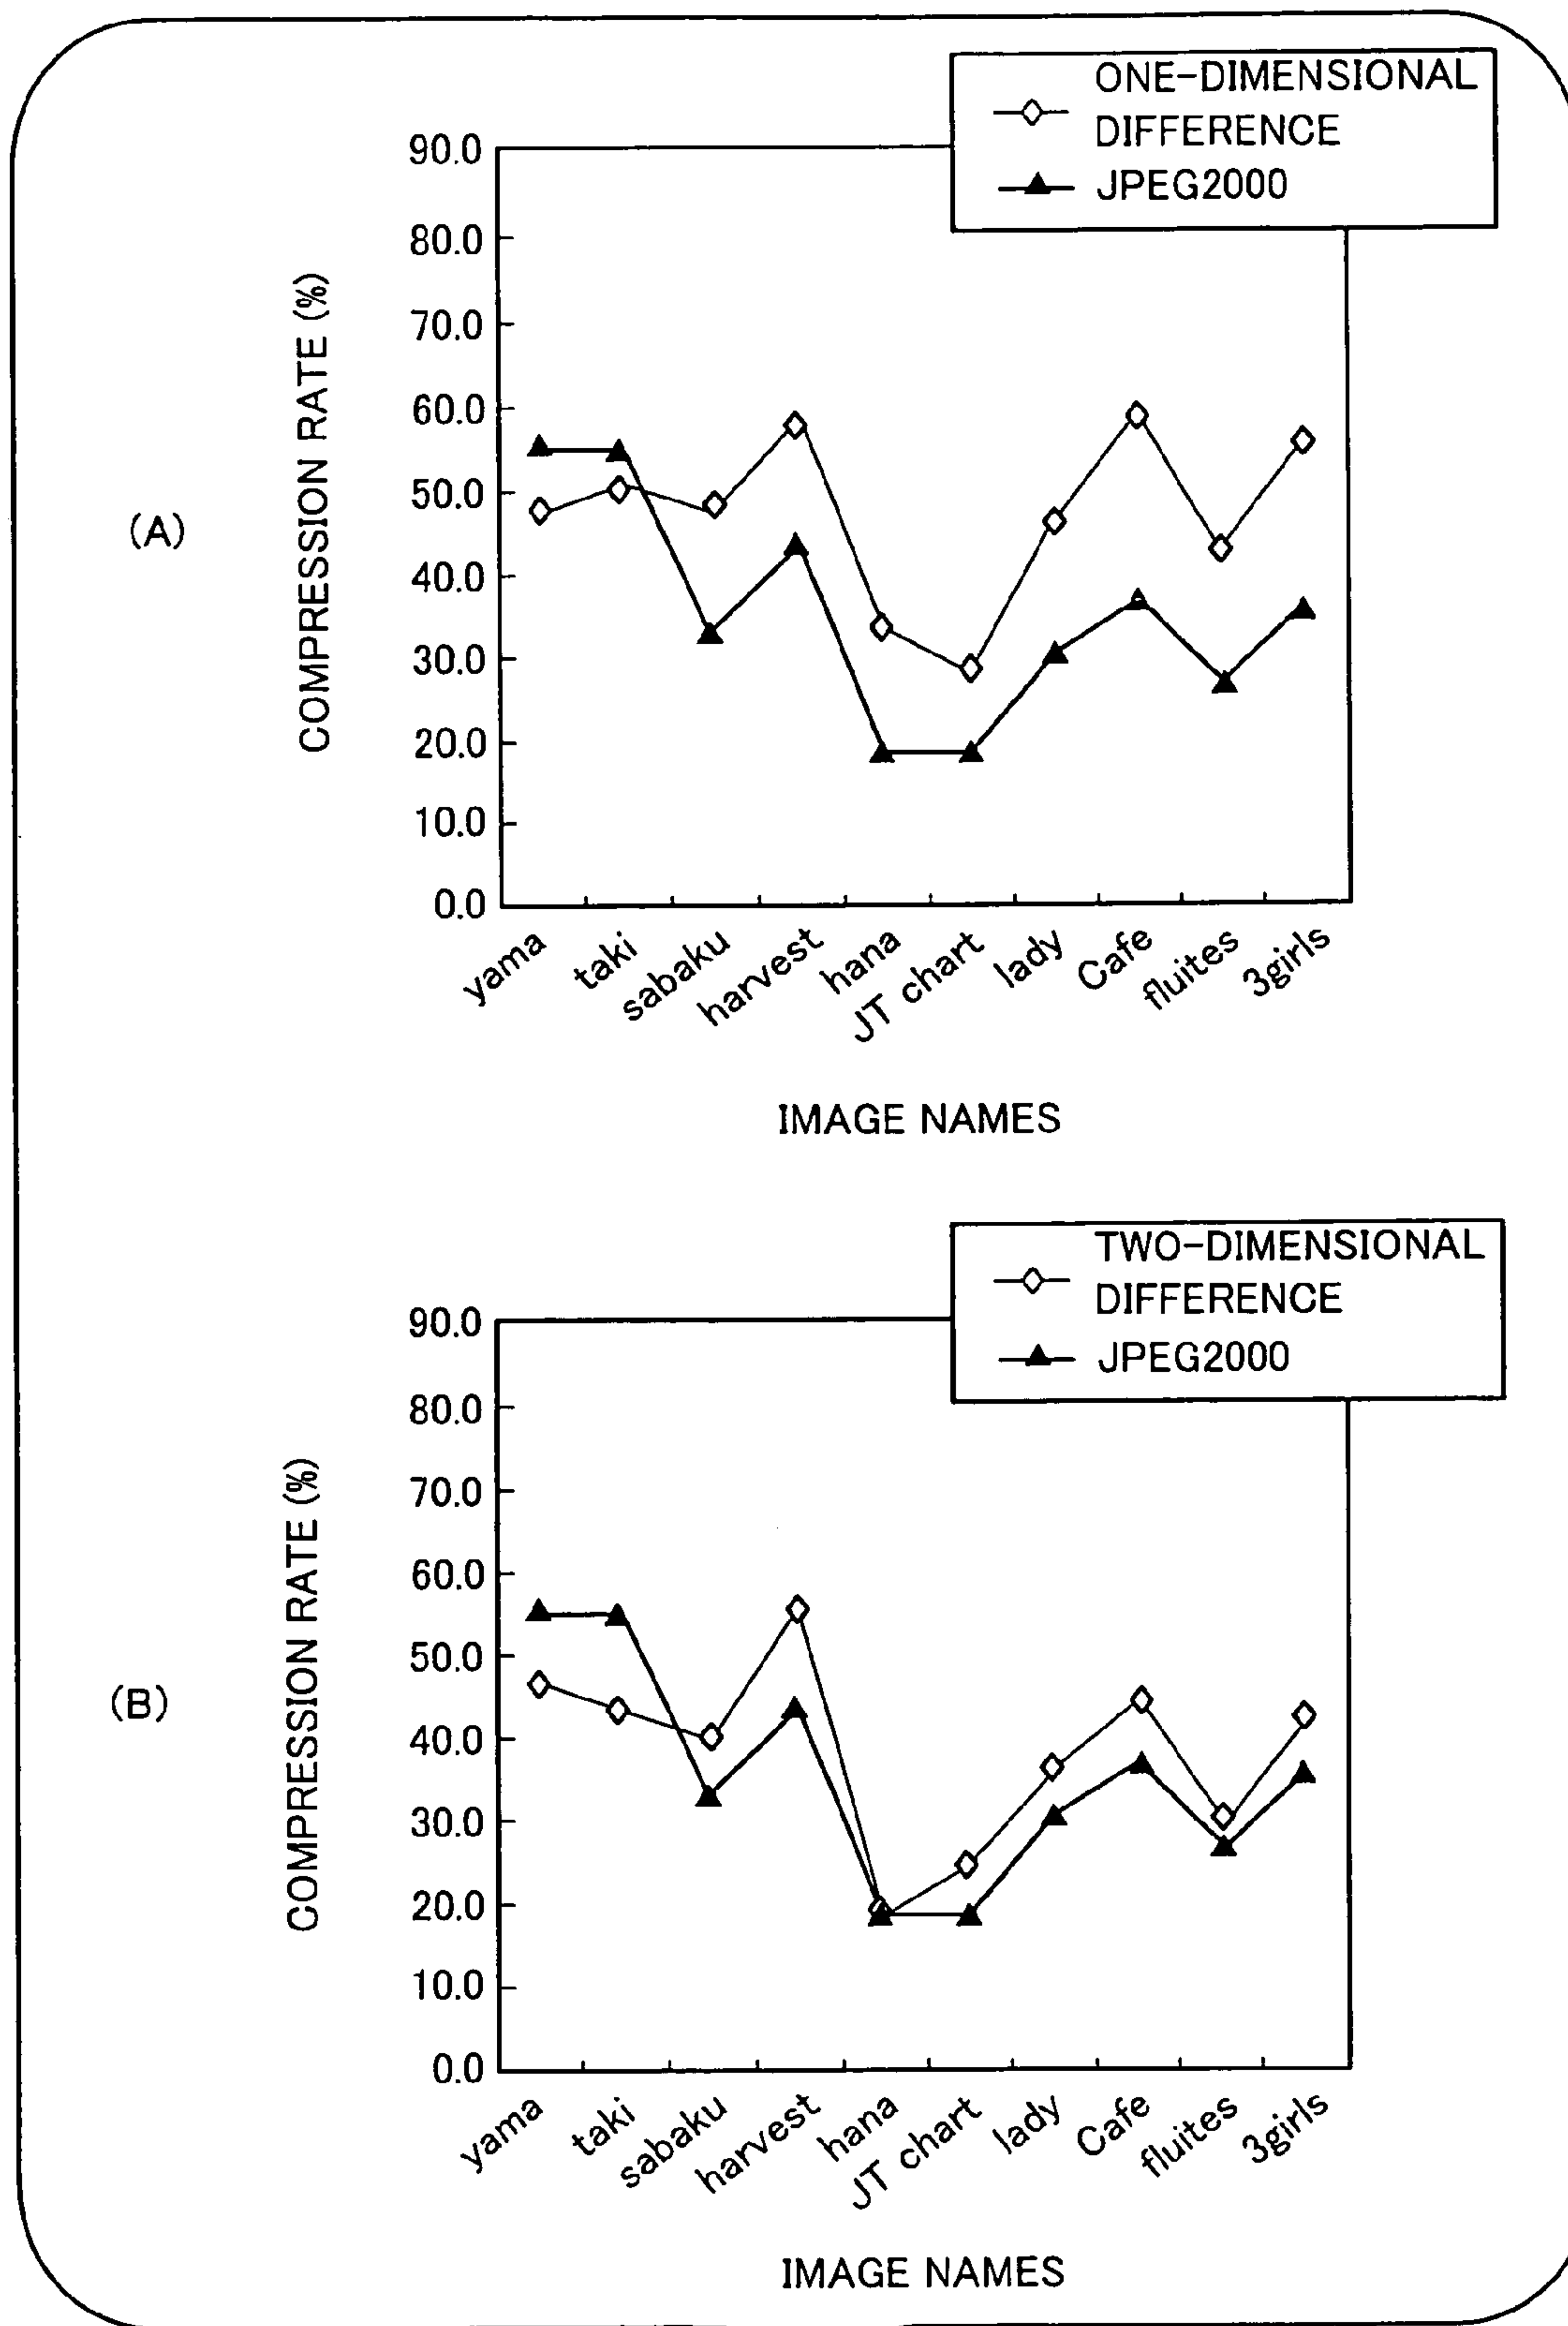 ONE-DIMENSIONAL
DIFFERENCE
JPEG2000
(A)
COMPRESSION RATE (%)
90.0
80.0
70.0
60.0
50.0
40.0
30.0
20.0
10.0
0.0
yama
taki
sabaku
harvest
hana
JT chart
lady
Cafe
fluites
3girls
IMAGE NAMES
TWO-DIMENSIONAL
DIFFERENCE
JPEG2000
(B)
COMPRESSION RATE (%)
90.0
80.0
70.0
60.0
50.0
40.0
30.0
20.0
10.0
0.0
yama
taki
sabaku
harvest
hana
JT chart
lady
Cafe
fluites
3girls
IMAGE NAMES